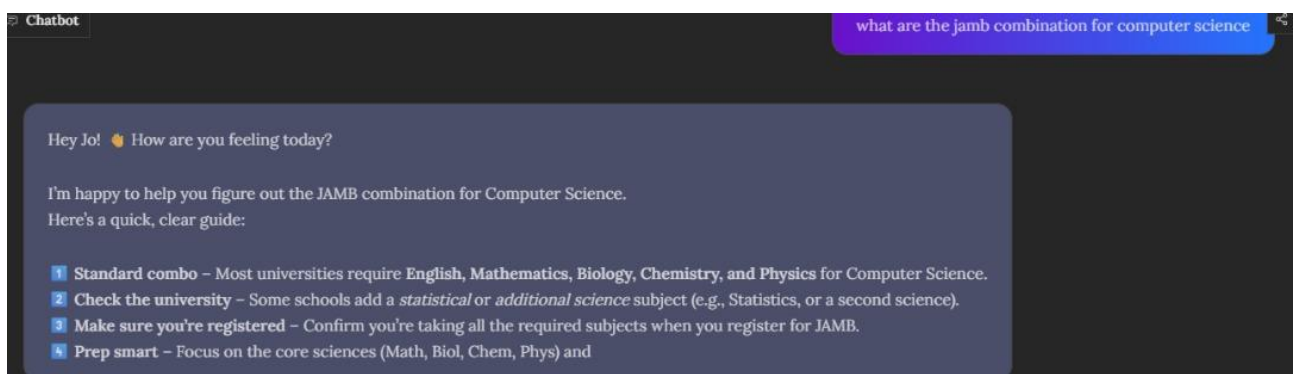 Chatbot
what are the jamb combination for computer science
Hey Jo! 👋 How are you feeling today?
I'm happy to help you figure out the JAMB combination for Computer Science.
Here's a quick, clear guide:
1️⃣ Standard combo – Most universities require English, Mathematics, Biology, Chemistry, and Physics for Computer Science.
2️⃣ Check the university – Some schools add a statistical or additional science subject (e.g., Statistics, or a second science).
3️⃣ Make sure you're registered – Confirm you're taking all the required subjects when you register for JAMB.
4️⃣ Prep smart – Focus on the core sciences (Math, Biol, Chem, Phys) and